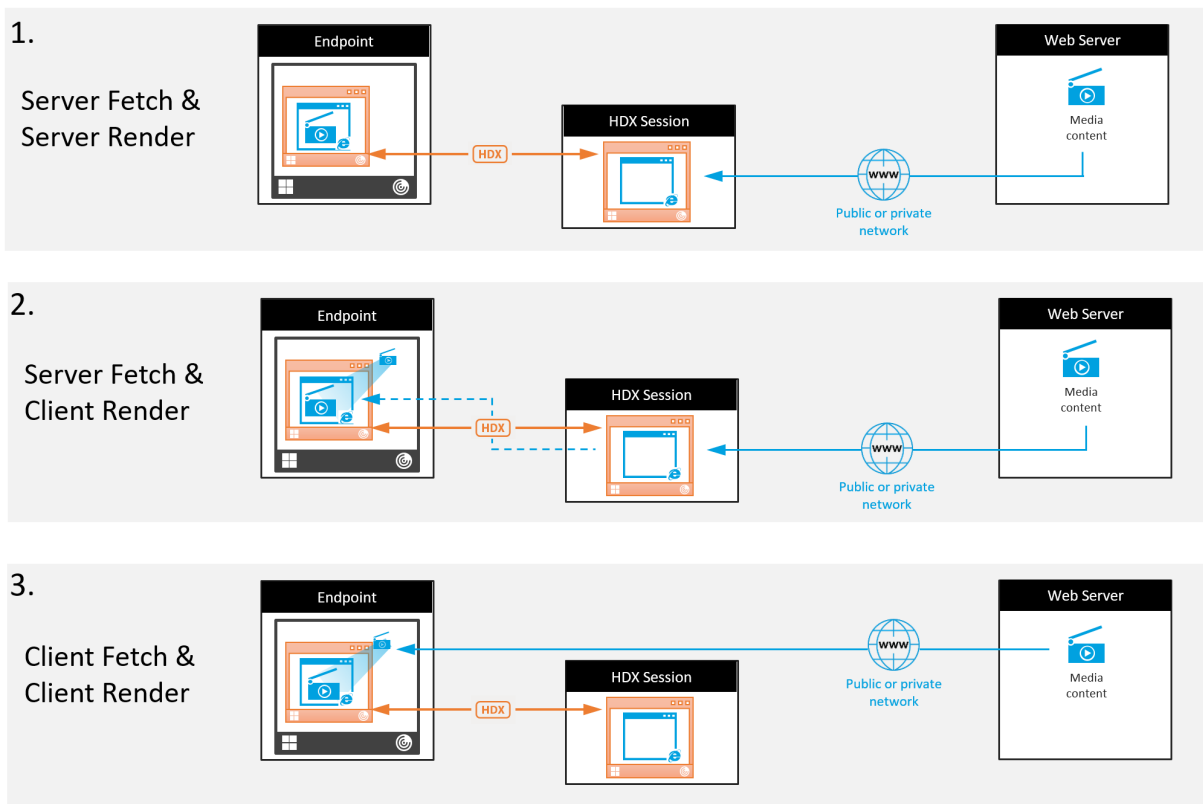 1.
Server Fetch &
Server Render
Endpoint
HDX
HDX Session
www
Public or private
network
Web Server
Media
content
2.
Server Fetch &
Client Render
Endpoint
HDX
HDX Session
www
Public or private
network
Web Server
Media
content
3.
Client Fetch &
Client Render
Endpoint
HDX
HDX Session
www
Public or private
network
Web Server
Media
content